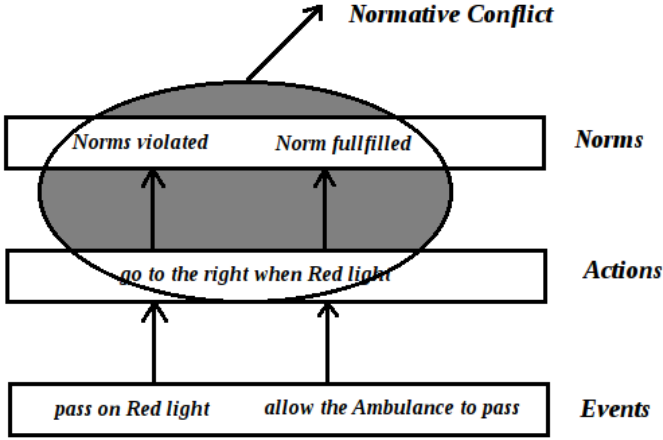 Normative Conflict
Norms violated Norm fullfilled Norms
go to the right when Red light Actions
pass on Red light allow the Ambulance to pass Events